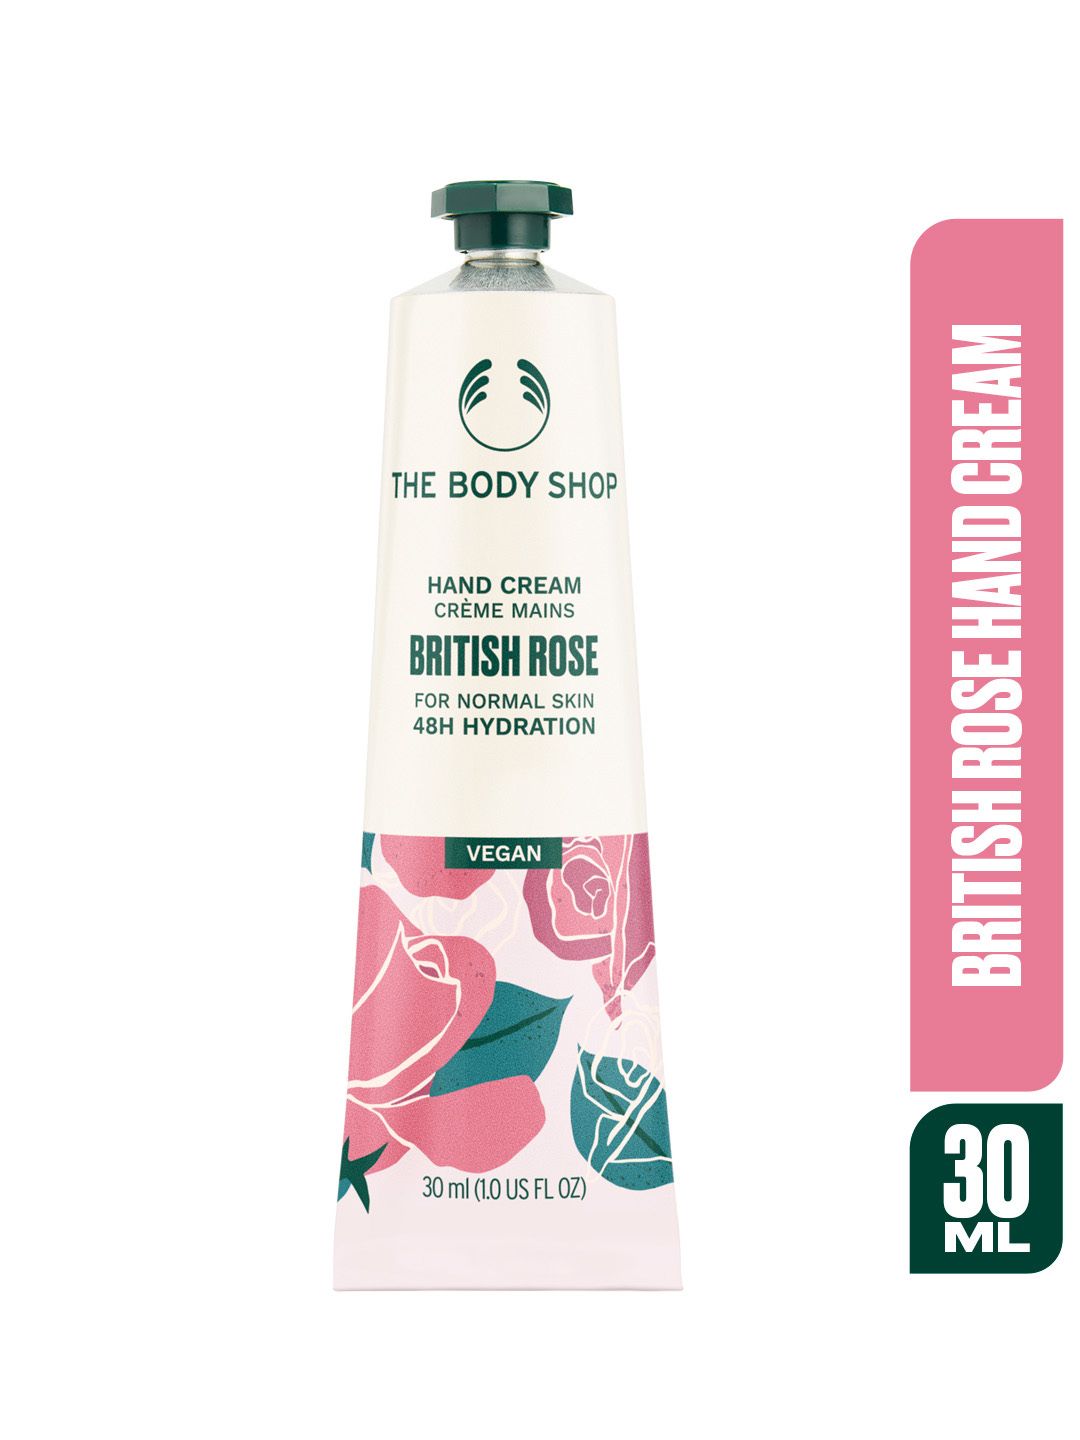 THE BODY SHOP
HAND CREAM
CRÈME MAINS
BRITISH ROSE
FOR NORMAL SKIN
48H HYDRATION
VEGAN
30 ml (1.0 US FL OZ)
BRITISH ROSE HAND CREAM
30
ML